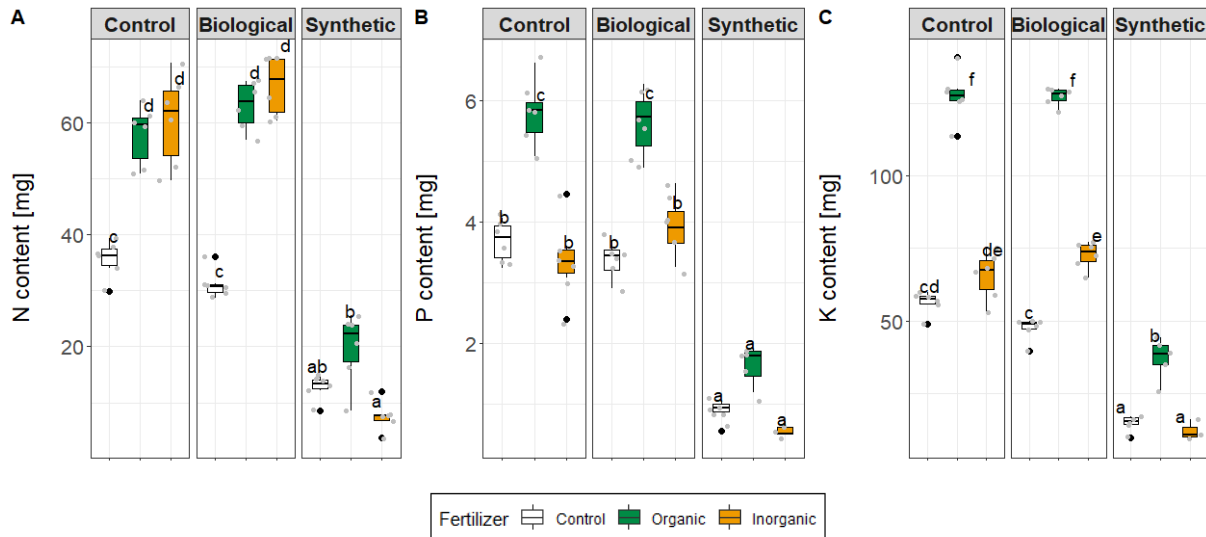 A
Control Biological Synthetic
N content [mg]
60
40
20
c d d
c d d
ab b a
B
Control Biological Synthetic
P content [mg]
6
4
2
b c b
b c b
a a a
C
Control Biological Synthetic
K content [mg]
100
50
cd f de
c f e
a b a
Fertilizer Control Organic Inorganic